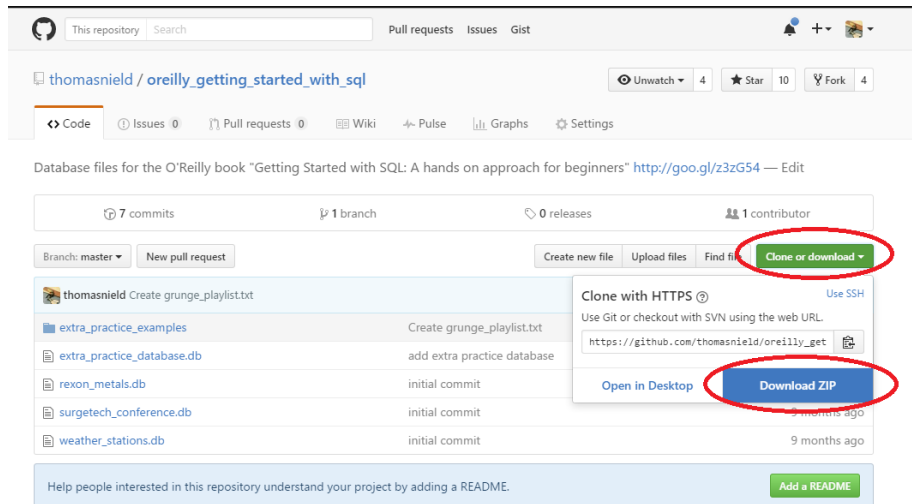 This repository Search Pull requests Issues Gist
thomasnield / oreilly_getting_started_with_sql Unwatch 4 Star 10 Fork 4
Code Issues 0 Pull requests 0 Wiki Pulse Graphs Settings
Database files for the O'Reilly book "Getting Started with SQL: A hands on approach for beginners" http://goo.gl/z3zG54 — Edit
7 commits 1 branch 0 releases 1 contributor
Branch: master New pull request Create new file Upload files Find Clone or download
thomasnield Create grunge_playlist.txt
Clone with HTTPS ? Use SSH
Use Git or checkout with SVN using the web URL.
https://github.com/thomasnield/oreilly_get
Open in Desktop Download ZIP
extra_practice_examples Create grunge_playlist.txt
extra_practice_database.db add extra practice database
rexon_metals.db initial commit
surgetech_conference.db initial commit 9 months ago
weather_stations.db initial commit 9 months ago
Help people interested in this repository understand your project by adding a README. Add a README